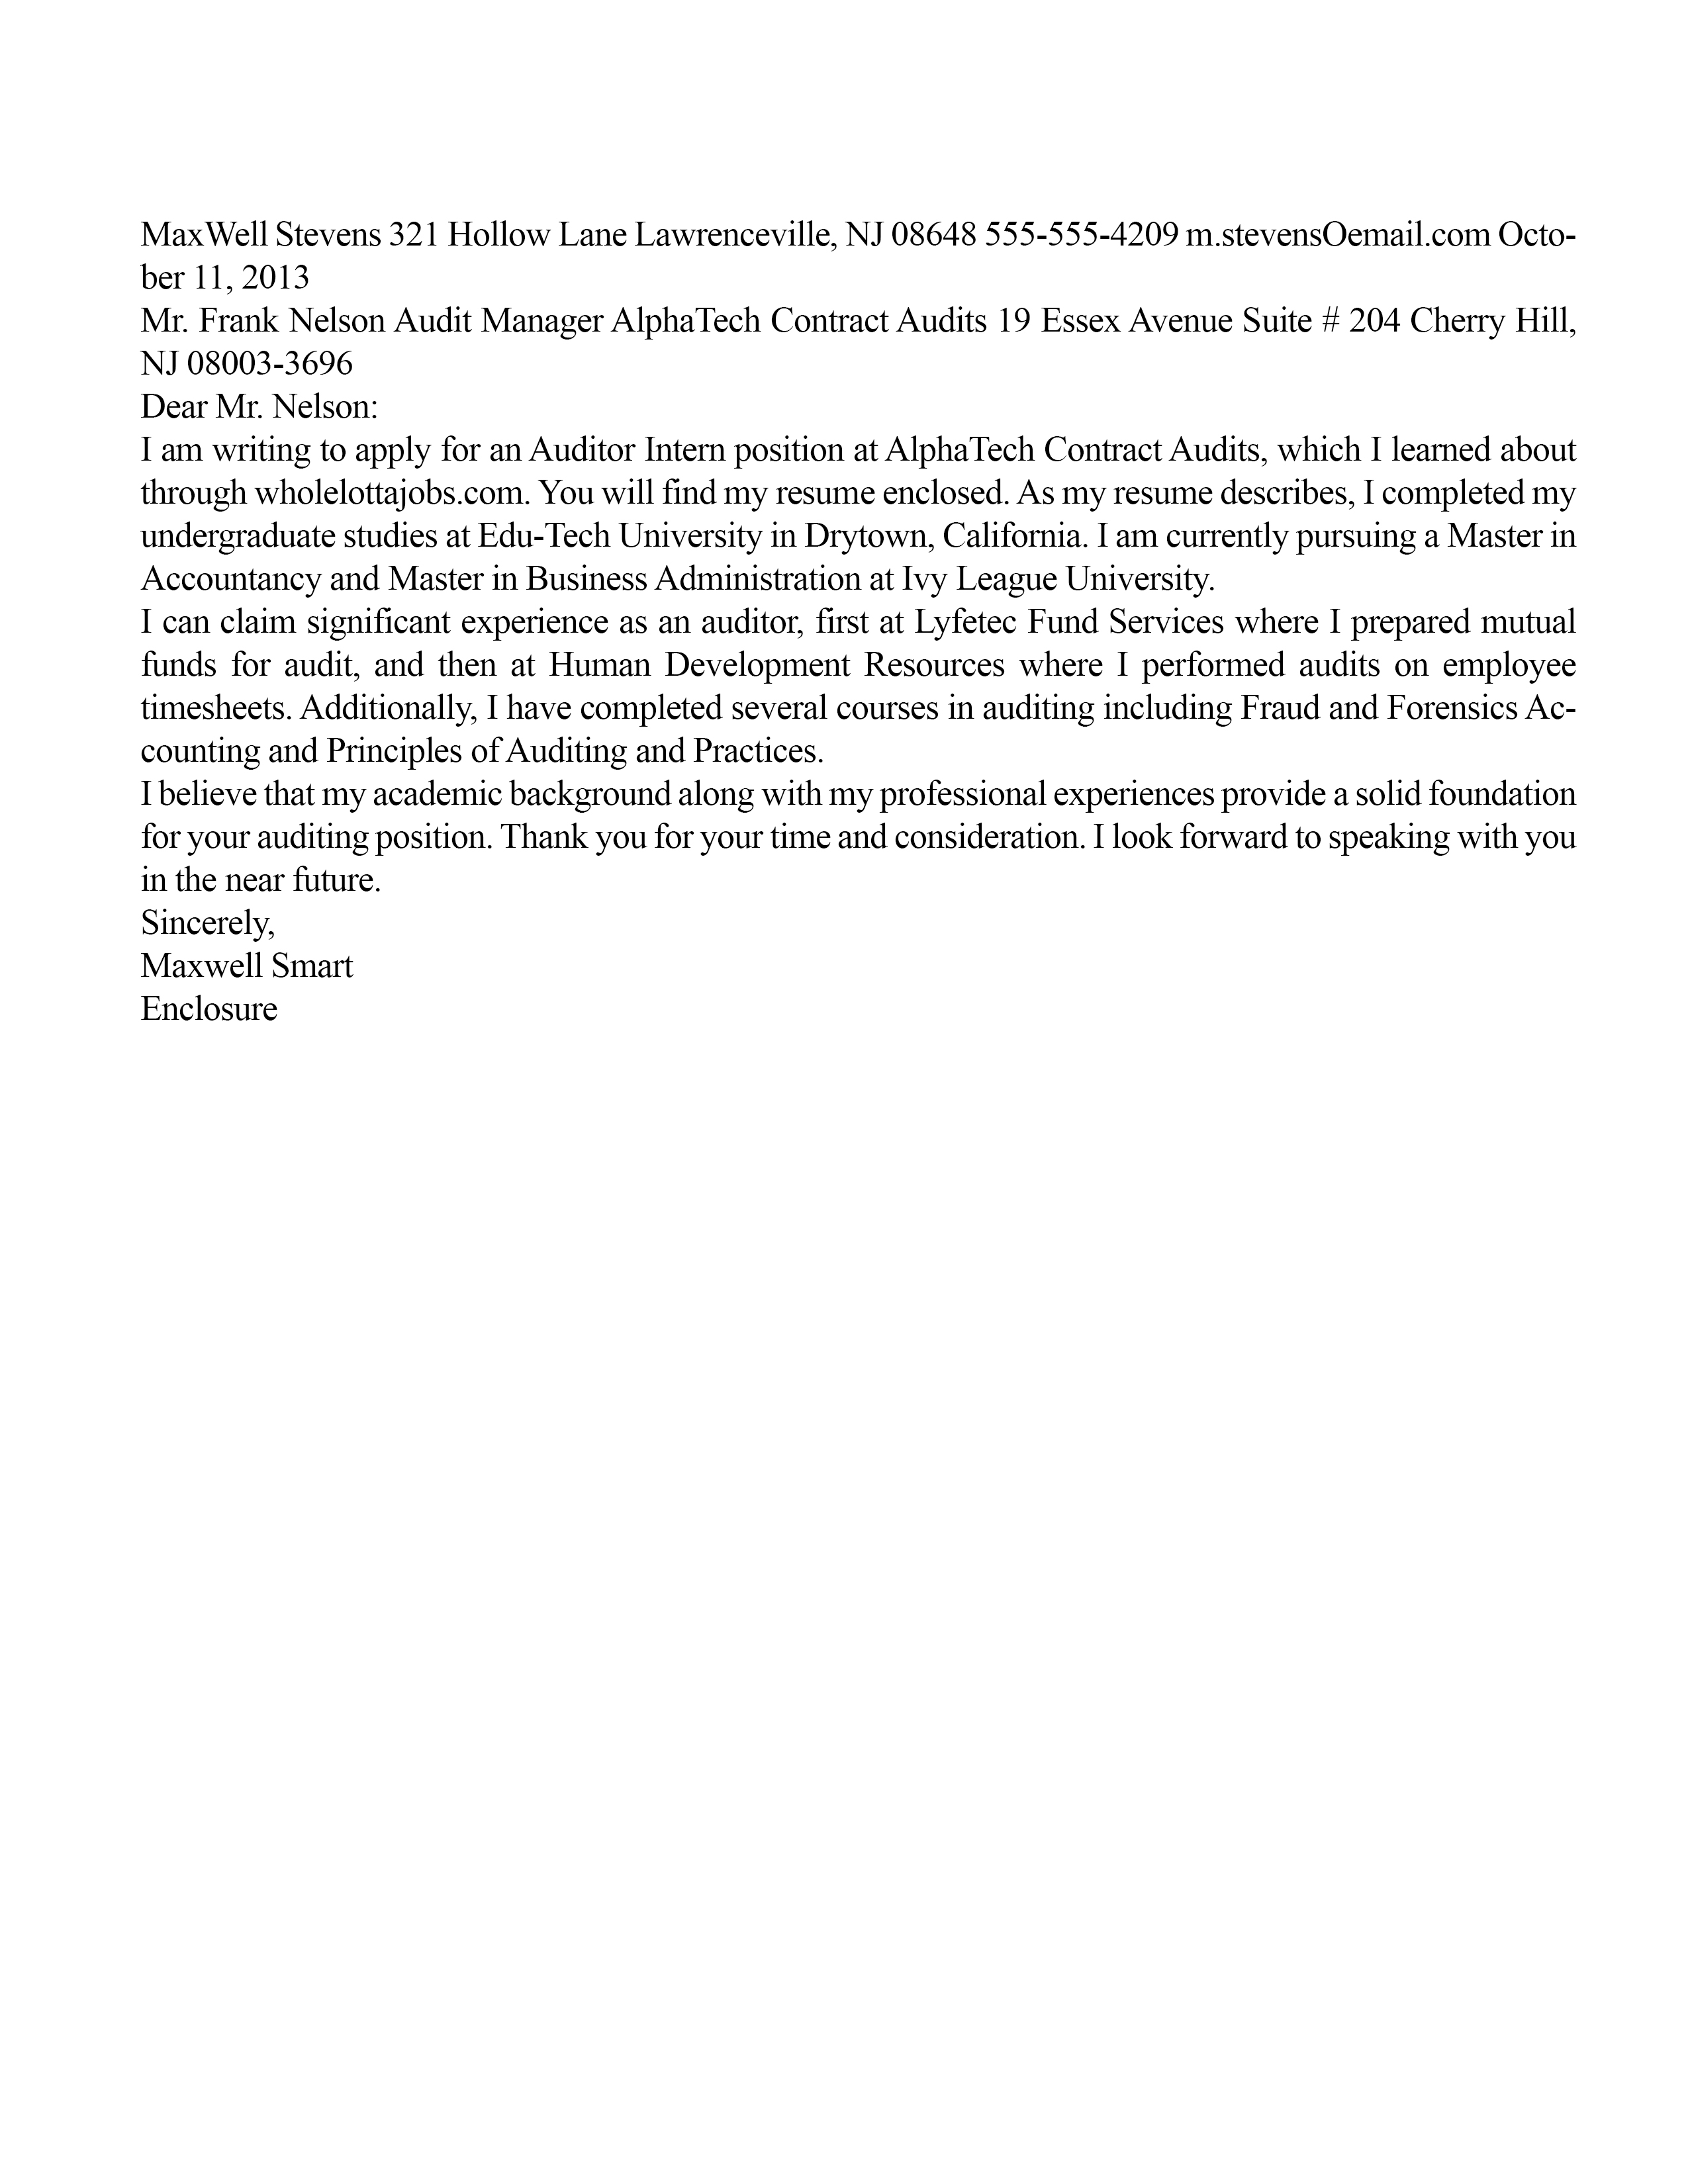 MaxWell Stevens 321 Hollow Lane Lawrenceville, NJ 08648 555-555-4209 m.stevensOemail.com Octo-
ber 11, 2013
Mr. Frank Nelson Audit Manager AlphaTech Contract Audits 19 Essex Avenue Suite # 204 Cherry Hill,
NJ 08003-3696
Dear Mr. Nelson:
I am writing to apply for an Auditor Intern position at AlphaTech Contract Audits, which I learned about
through wholelottajobs.com. You will find my resume enclosed. As my resume describes, I completed my
undergraduate studies at Edu-Tech University in Drytown, California. I am currently pursuing a Master in
Accountancy and Master in Business Administration at Ivy League University.
I can claim significant experience as an auditor, first at Lyfetec Fund Services where I prepared mutual
funds for audit, and then at Human Development Resources where I performed audits on employee
timesheets. Additionally, I have completed several courses in auditing including Fraud and Forensics Ac-
counting and Principles of Auditing and Practices.
I believe that my academic background along with my professional experiences provide a solid foundation
for your auditing position. Thank you for your time and consideration. I look forward to speaking with you
in the near future.
Sincerely,
Maxwell Smart
Enclosure